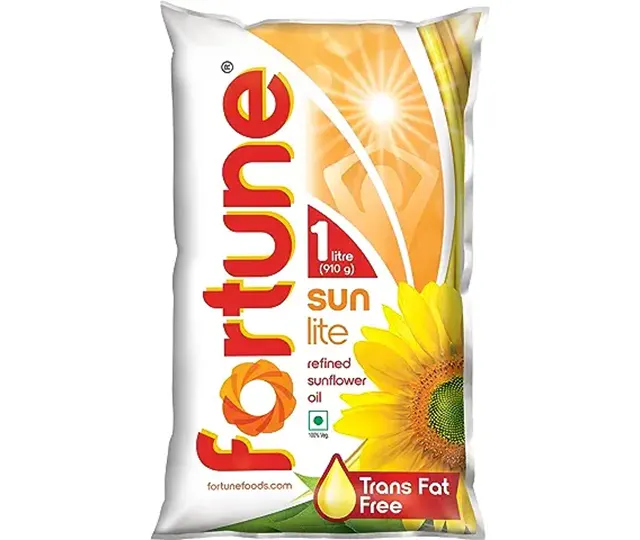 fortune®
1
litre
(910 g)
sun
lite
refined
sunflower
oil
100% Veg.
fortunefoods.com
Trans Fat
Free